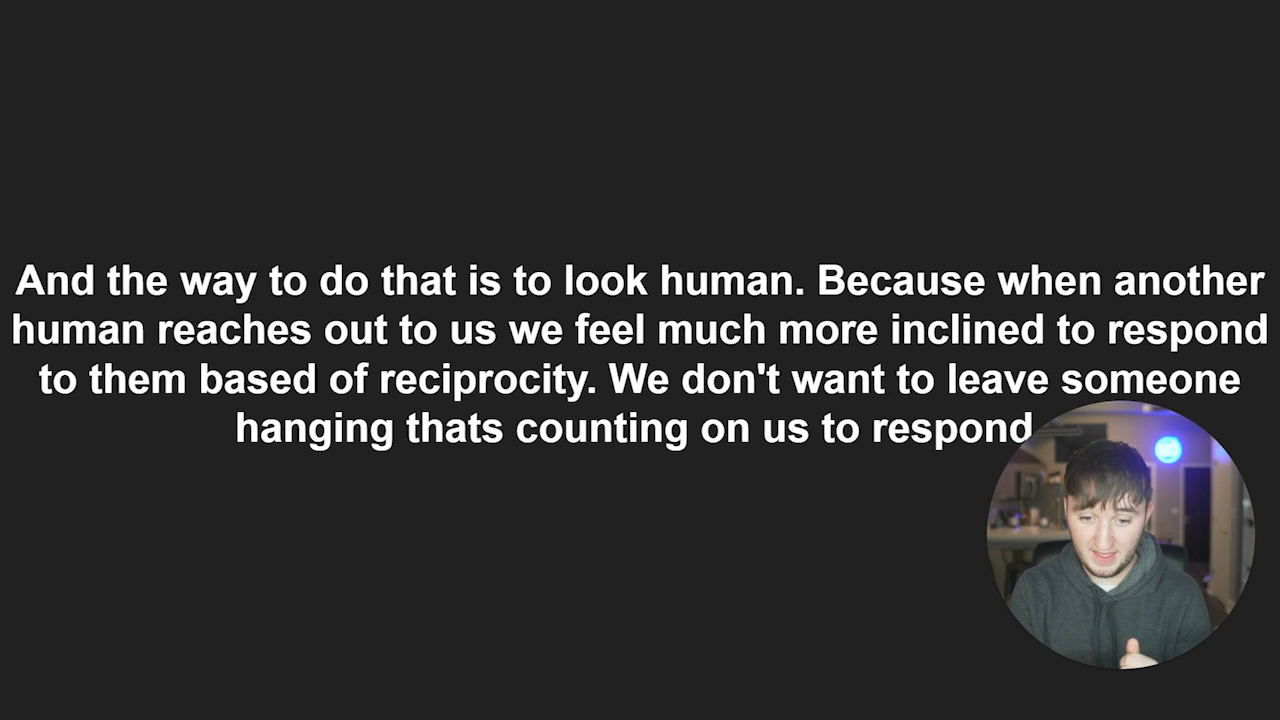 And the way to do that is to look human. Because when another
human reaches out to us we feel much more inclined to respond
to them based of reciprocity. We don't want to leave someone
hanging thats counting on us to respond